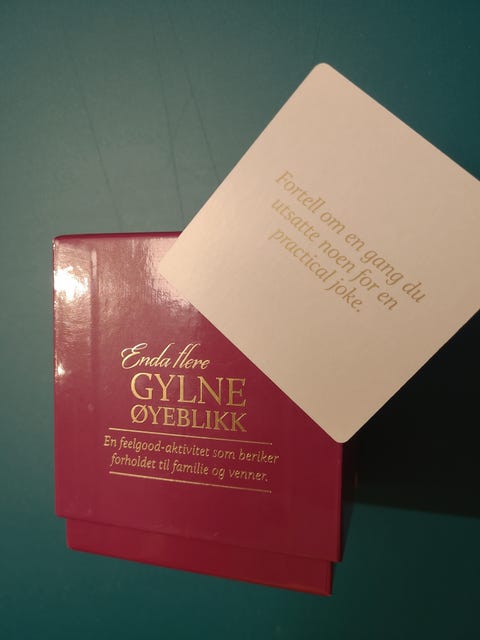 Fortell om en gang du
utsatte noen for en
practical joke.
Enda flere
GYLNE
ØYEBLIKK
En feelgood-aktivitet som beriker
forholdet til familie og venner.